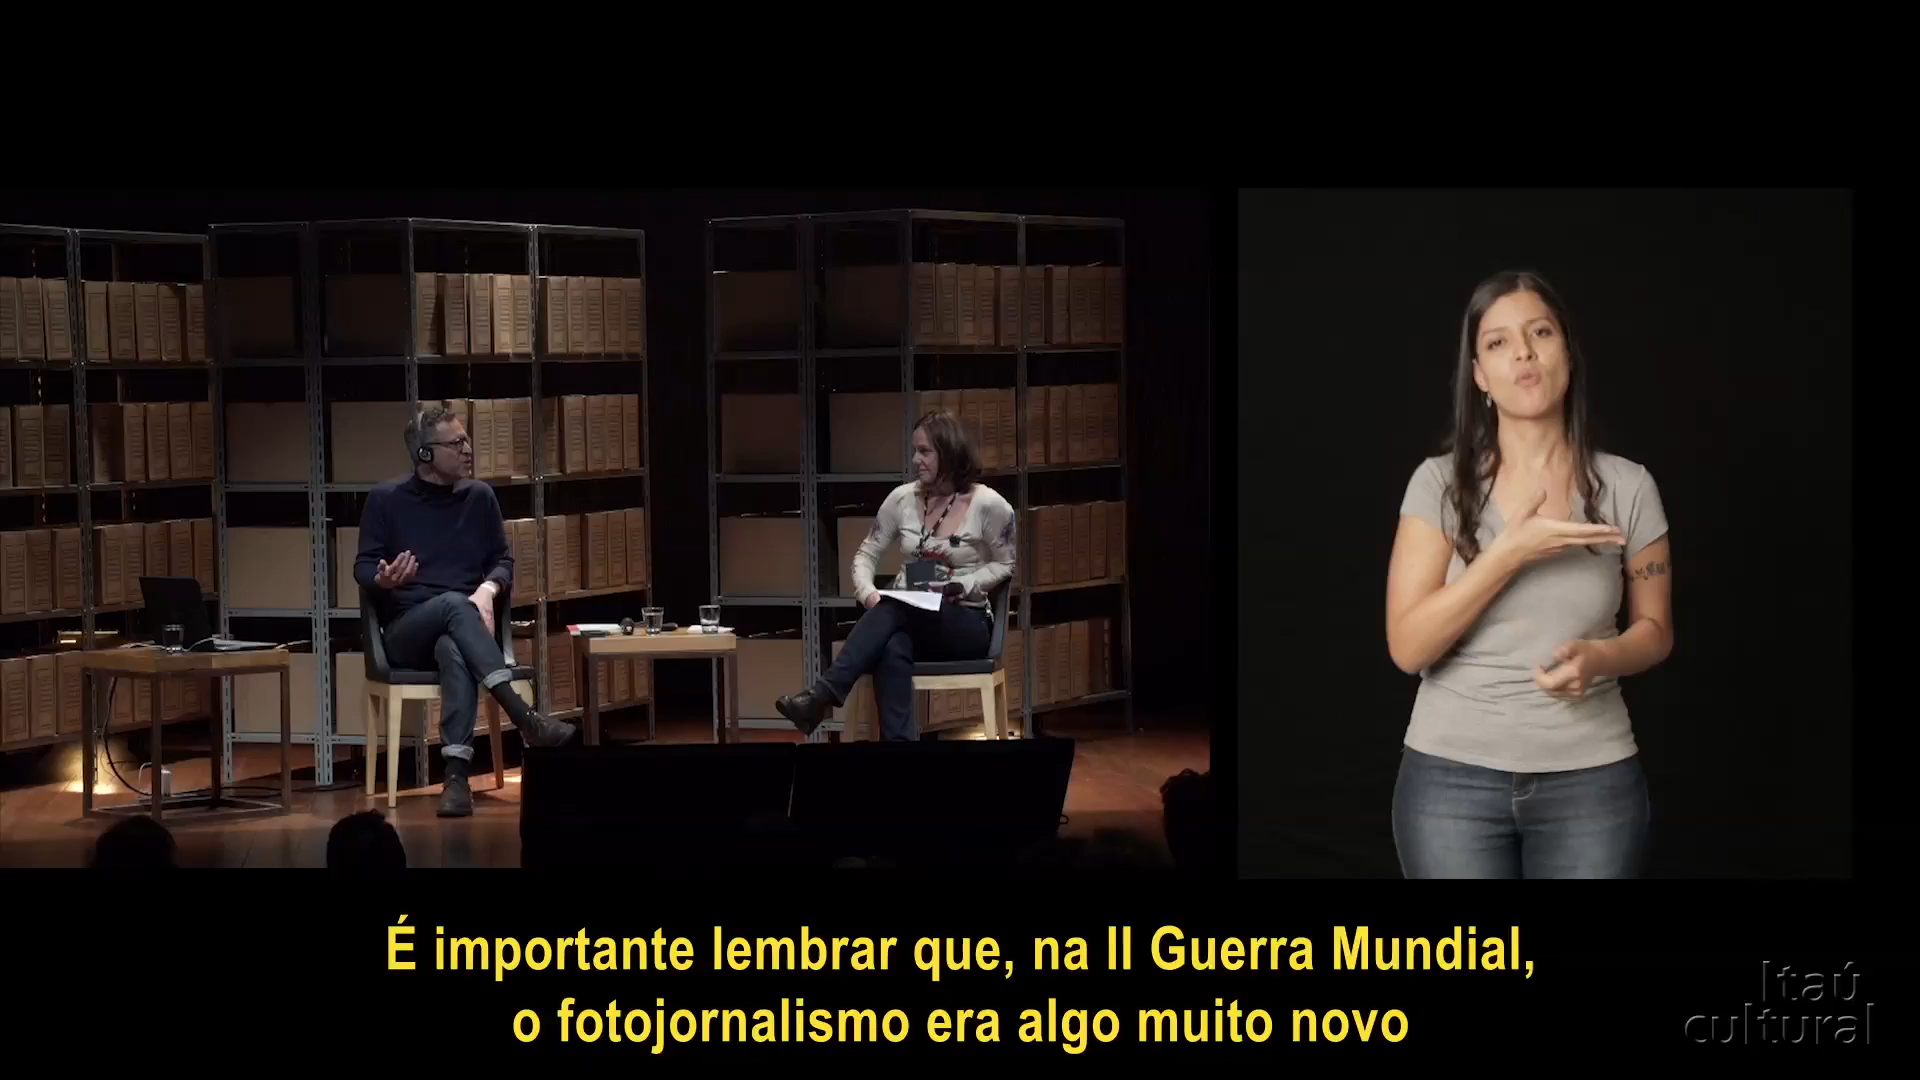 É importante lembrar que, na II Guerra Mundial,
o fotojornalismo era algo muito novo
Itaú
cultural